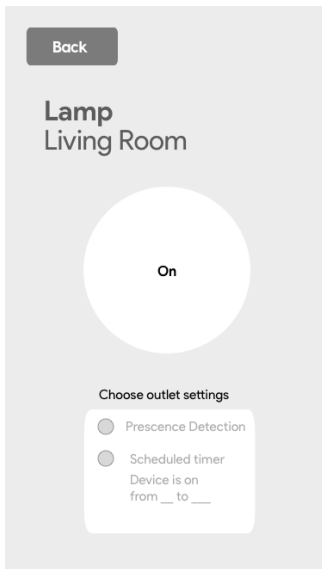 Back
Lamp
Living Room
On
Choose outlet settings
Prescence Detection
Scheduled timer
Device is on
from __ to ___